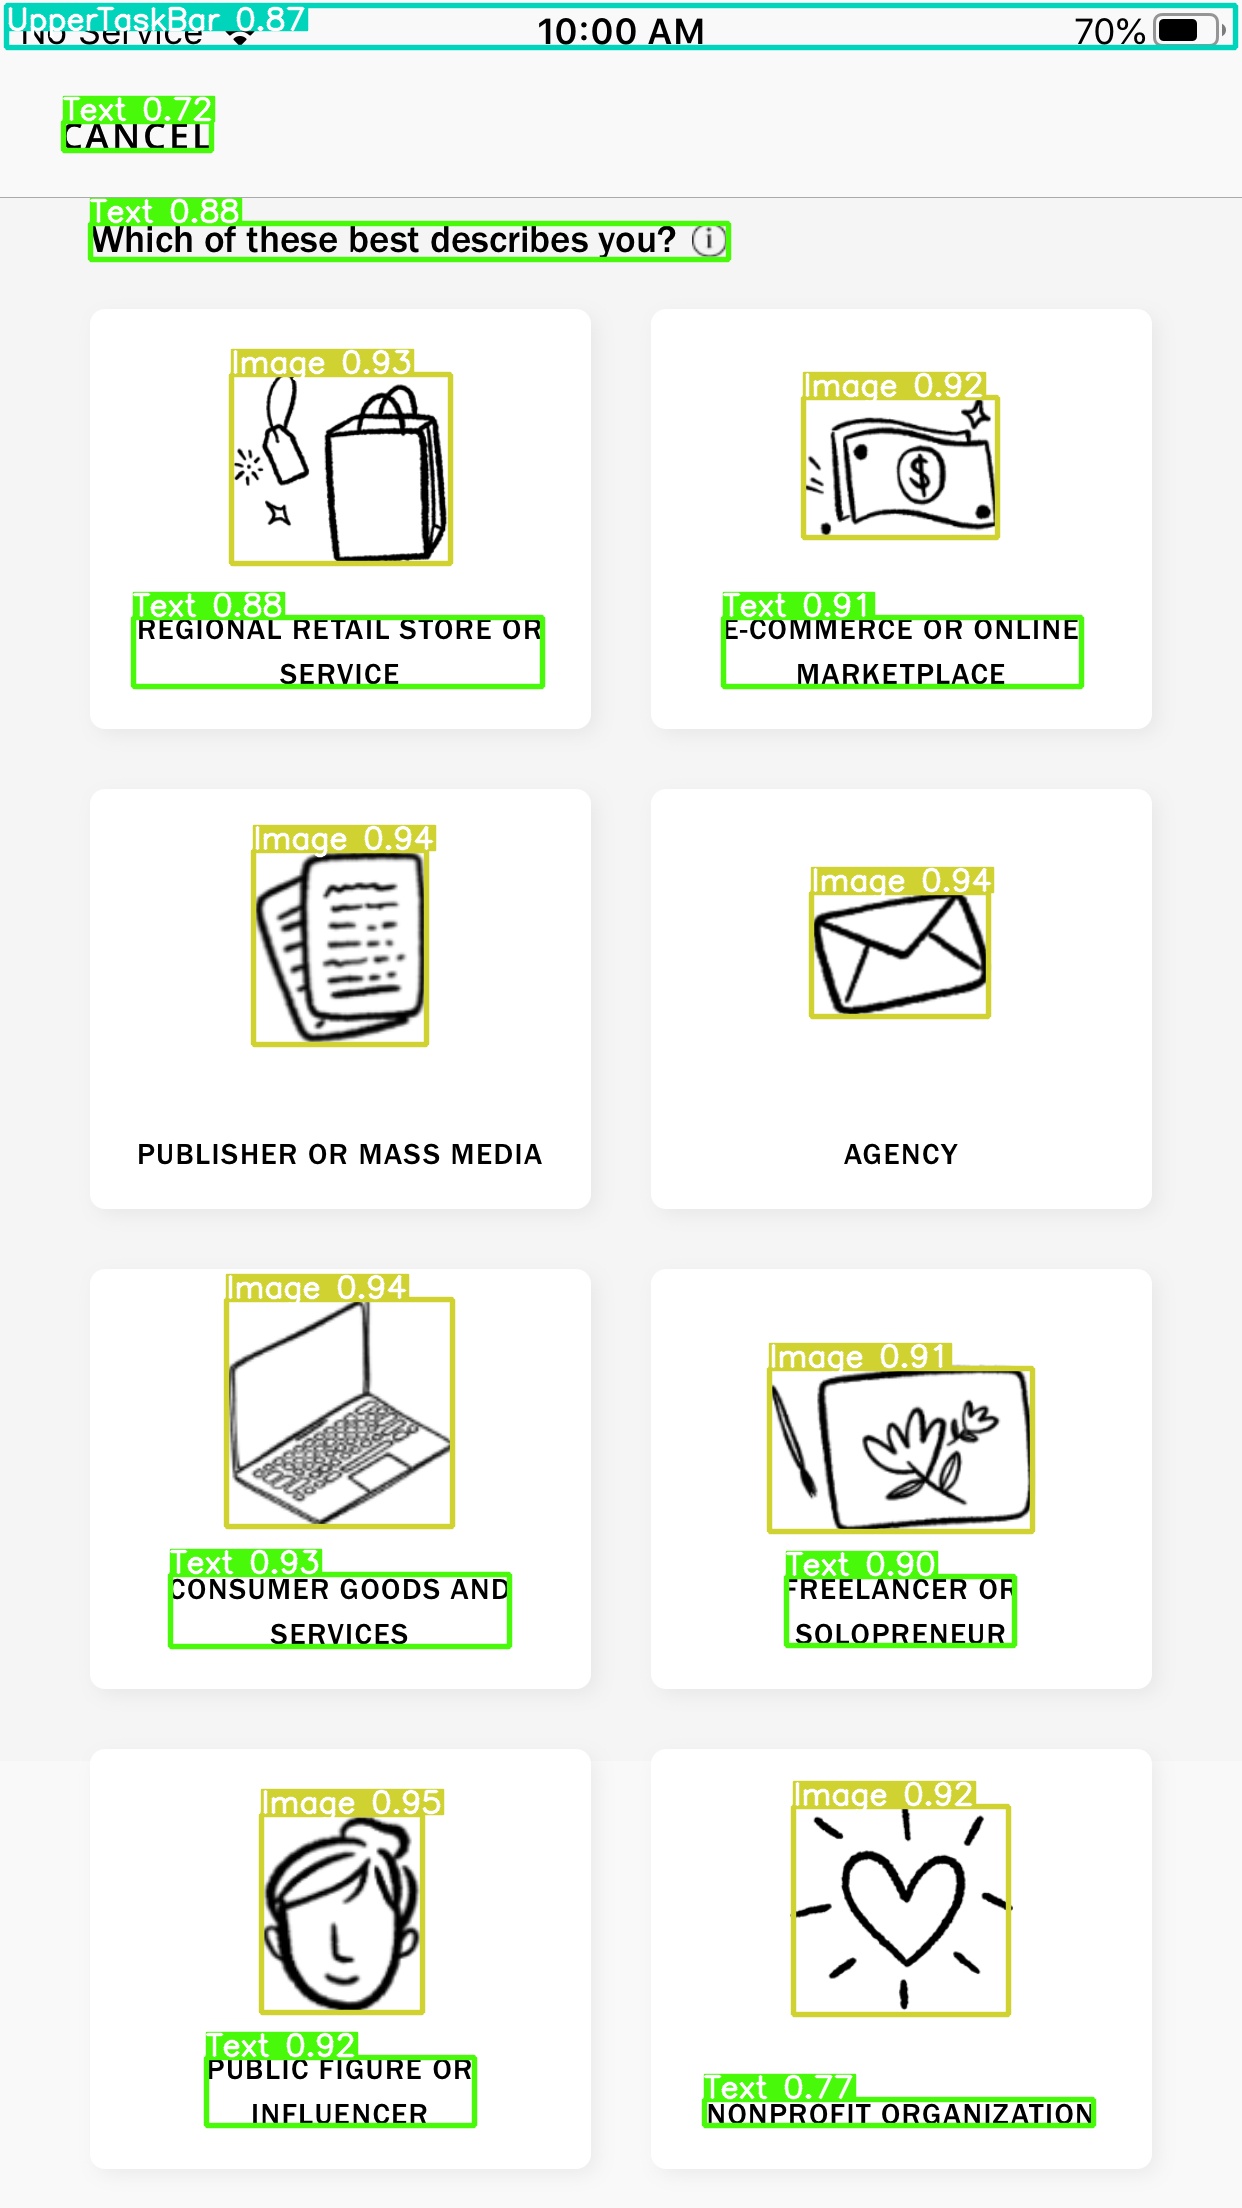 UpperTaskBar 0.87
No Service 10:00 AM 70%
Text 0.72
CANCEL
Text 0.88
Which of these best describes you? i
Image 0.93
Image 0.92
$
Text 0.88
REGIONAL RETAIL STORE OR
SERVICE
Text 0.91
E-COMMERCE OR ONLINE
MARKETPLACE
Image 0.94
Image 0.94
PUBLISHER OR MASS MEDIA
AGENCY
Image 0.94
Image 0.91
Text 0.93
CONSUMER GOODS AND
SERVICES
Text 0.90
FREELANCER OR
SOLOPRENEUR
Image 0.95
Image 0.92
Text 0.92
PUBLIC FIGURE OR
INFLUENCER
Text 0.77
NONPROFIT ORGANIZATION